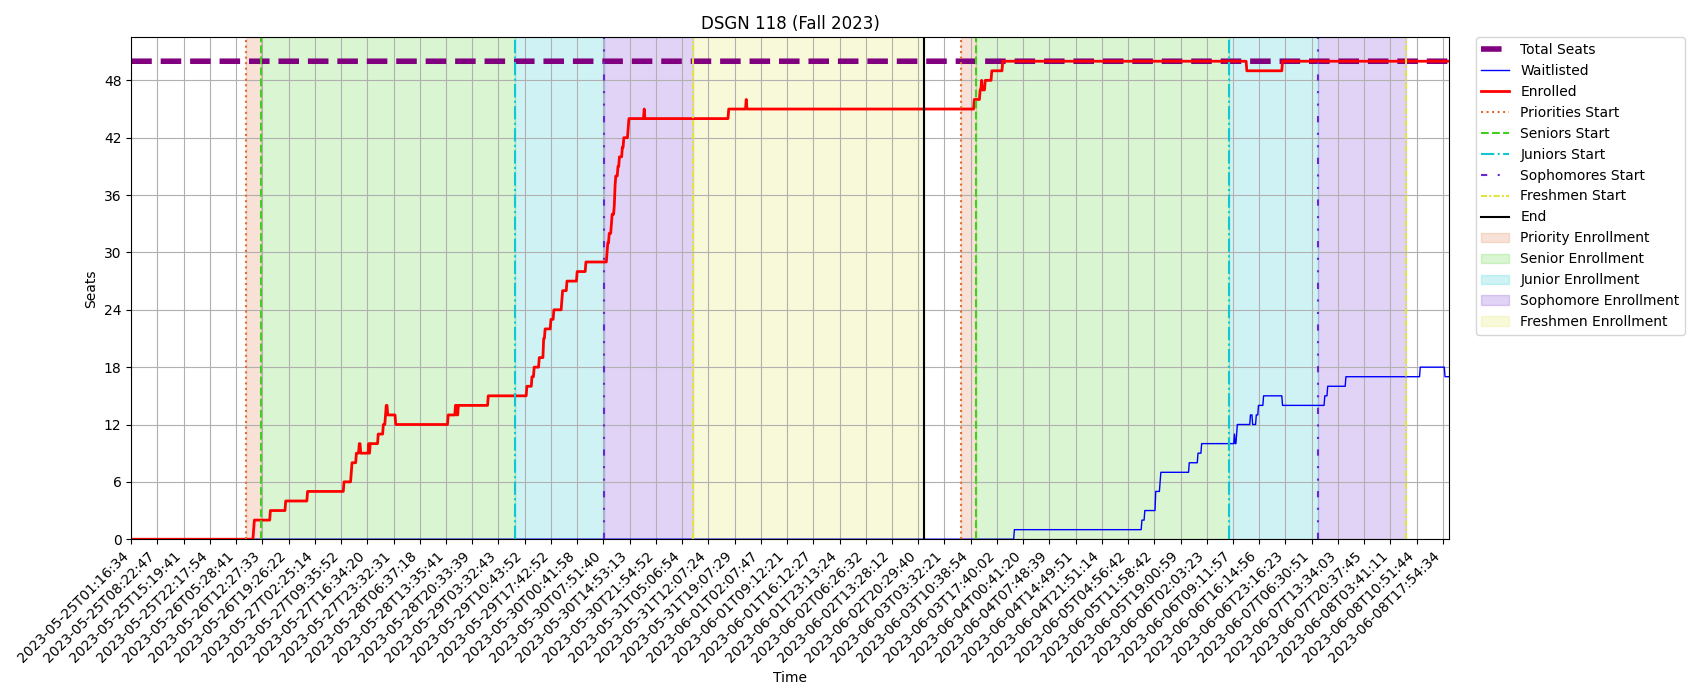 DSGN 118 (Fall 2023)
48
42
36
30
24
18
12
6
0
Seats
2023-05-25T01:16:34
2023-05-25T08:22:47
2023-05-25T15:19:41
2023-05-25T22:17:54
2023-05-26T05:28:41
2023-05-26T12:27:33
2023-05-26T19:26:22
2023-05-27T02:25:14
2023-05-27T09:35:52
2023-05-27T16:34:20
2023-05-27T23:32:31
2023-05-28T06:37:18
2023-05-28T13:35:41
2023-05-28T20:33:39
2023-05-29T03:32:43
2023-05-29T10:43:52
2023-05-29T17:42:52
2023-05-30T00:41:58
2023-05-30T07:51:40
2023-05-30T14:53:13
2023-05-30T21:54:52
2023-05-31T05:06:54
2023-05-31T12:07:24
2023-05-31T19:07:29
2023-06-01T02:07:47
2023-06-01T09:12:21
2023-06-01T16:12:27
2023-06-01T23:13:24
2023-06-02T06:26:32
2023-06-02T13:28:12
2023-06-02T20:29:40
2023-06-03T03:32:21
2023-06-03T10:38:54
2023-06-03T17:40:02
2023-06-04T00:41:20
2023-06-04T07:48:39
2023-06-04T14:49:51
2023-06-04T21:51:14
2023-06-05T04:56:42
2023-06-05T11:58:42
2023-06-05T19:00:59
2023-06-06T02:03:23
2023-06-06T09:11:57
2023-06-06T16:14:56
2023-06-06T23:16:23
2023-06-07T06:30:51
2023-06-07T13:34:03
2023-06-07T20:37:45
2023-06-08T03:41:11
2023-06-08T10:51:44
2023-06-08T17:54:34
Time
Total Seats
Waitlisted
Enrolled
Priorities Start
Seniors Start
Juniors Start
Sophomores Start
Freshmen Start
End
Priority Enrollment
Senior Enrollment
Junior Enrollment
Sophomore Enrollment
Freshmen Enrollment